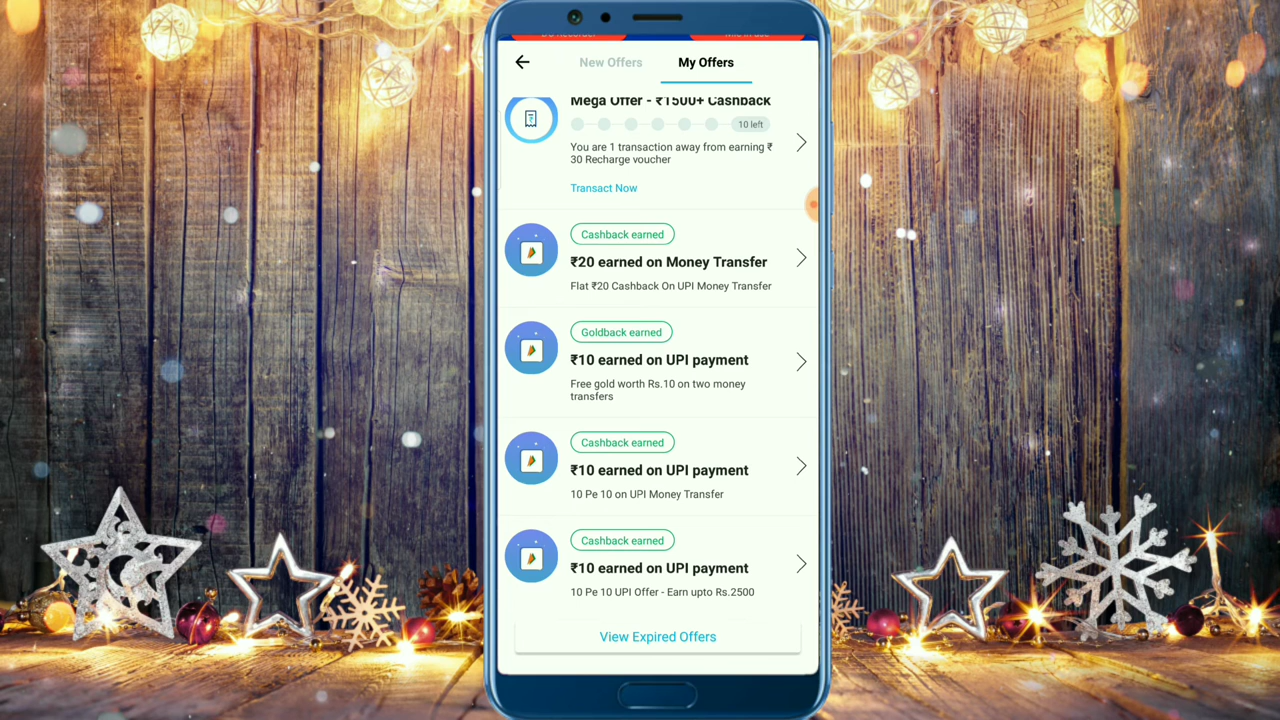 New Offers
My Offers
Mega Offer - ₹1500+ Cashback
10 left
You are 1 transaction away from earning ₹
30 Recharge voucher
Transact Now
Cashback earned
₹20 earned on Money Transfer
Flat ₹20 Cashback On UPI Money Transfer
Goldback earned
₹10 earned on UPI payment
Free gold worth Rs.10 on two money
transfers
Cashback earned
₹10 earned on UPI payment
10 Pe 10 on UPI Money Transfer
Cashback earned
₹10 earned on UPI payment
10 Pe 10 UPI Offer - Earn upto Rs.2500
View Expired Offers